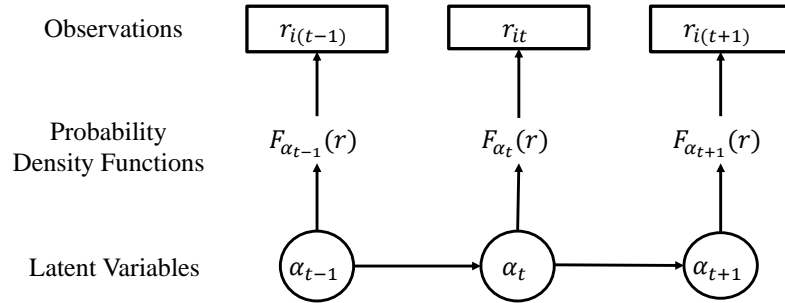 Observations r_{i(t−1)} r_{it} r_{i(t+1)}
Probability
Density Functions F_{α_{t−1}}(r) F_{α_t}(r) F_{α_{t+1}}(r)
Latent Variables α_{t−1} α_t α_{t+1}